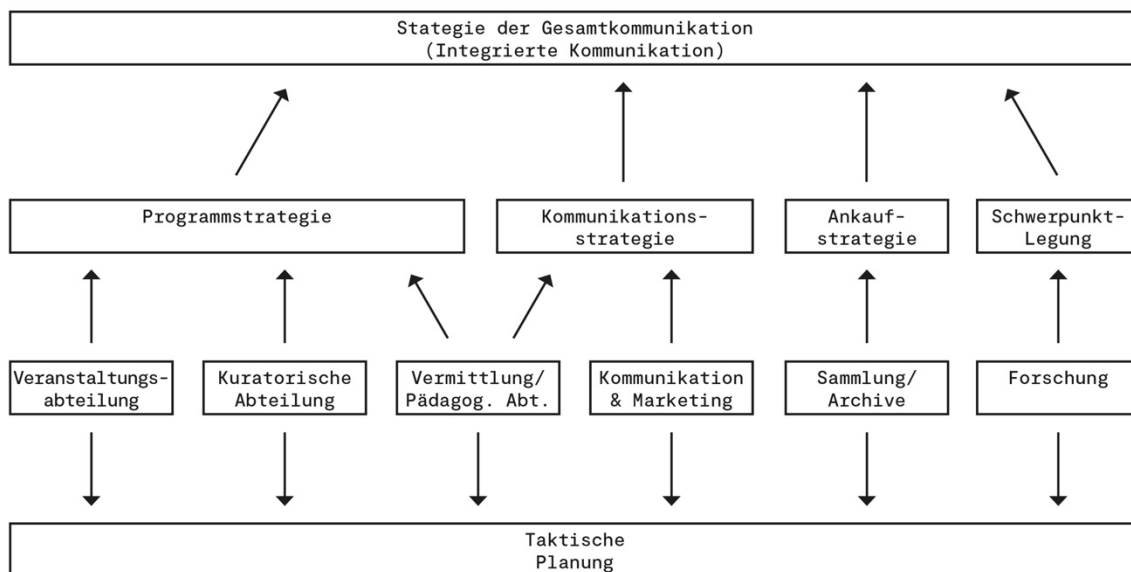 Stategie der Gesamtkommunikation
(Integrierte Kommunikation)
Programmstrategie
Kommunikations-
strategie
Ankauf-
strategie
Schwerpunkt-
Legung
Veranstaltungs-
abteilung
Kuratorische
Abteilung
Vermittlung/
Pädagog. Abt.
Kommunikation
& Marketing
Sammlung/
Archive
Forschung
Taktische
Planung